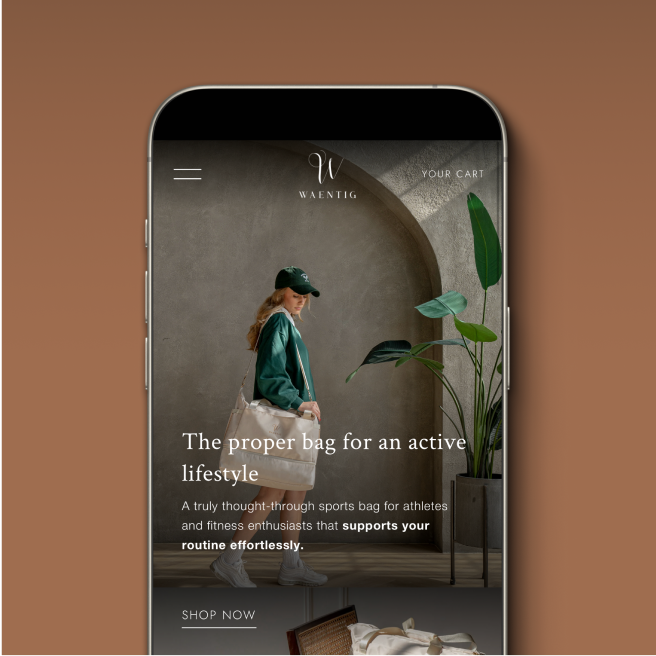 W
WAENTIG
YOUR CART
The proper bag for an active
lifestyle
A truly thought-through sports bag for athletes
and fitness enthusiasts that supports your
routine effortlessly.
SHOP NOW